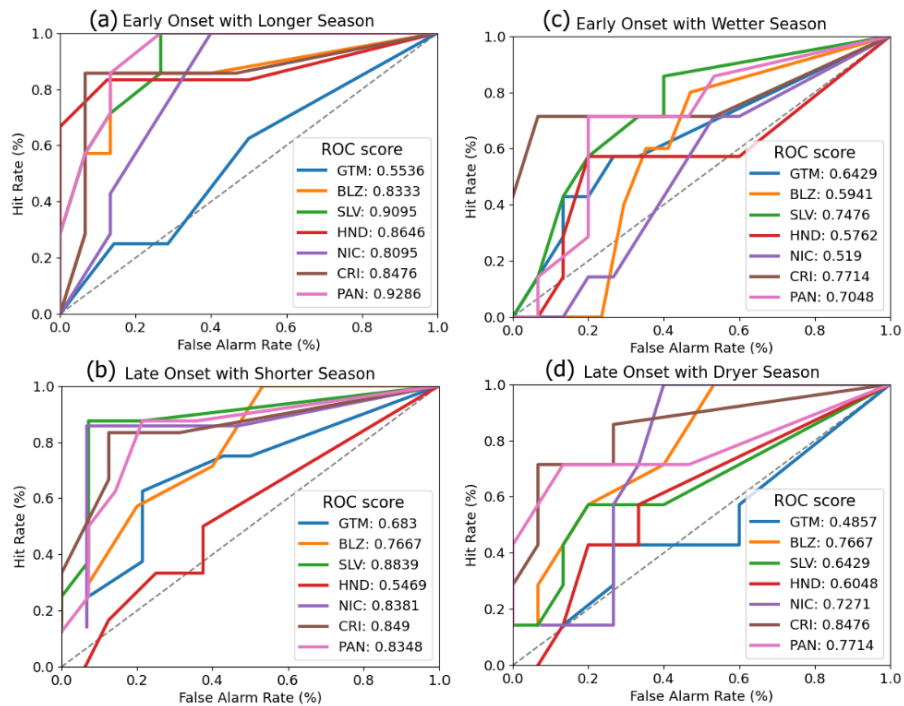 (a) Early Onset with Longer Season
1.0
0.8
0.6
0.4
0.2
0.0
Hit Rate (%)
0.0 0.2 0.4 0.6 0.8 1.0
False Alarm Rate (%)
ROC score
GTM: 0.5536
BLZ: 0.8333
SLV: 0.9095
HND: 0.8646
NIC: 0.8095
CRI: 0.8476
PAN: 0.9286
(c) Early Onset with Wetter Season
1.0
0.8
0.6
0.4
0.2
0.0
Hit Rate (%)
0.0 0.2 0.4 0.6 0.8 1.0
False Alarm Rate (%)
ROC score
GTM: 0.6429
BLZ: 0.5941
SLV: 0.7476
HND: 0.5762
NIC: 0.519
CRI: 0.7714
PAN: 0.7048
(b) Late Onset with Shorter Season
1.0
0.8
0.6
0.4
0.2
0.0
Hit Rate (%)
0.0 0.2 0.4 0.6 0.8 1.0
False Alarm Rate (%)
ROC score
GTM: 0.683
BLZ: 0.7667
SLV: 0.8839
HND: 0.5469
NIC: 0.8381
CRI: 0.849
PAN: 0.8348
(d) Late Onset with Dryer Season
1.0
0.8
0.6
0.4
0.2
0.0
Hit Rate (%)
0.0 0.2 0.4 0.6 0.8 1.0
False Alarm Rate (%)
ROC score
GTM: 0.4857
BLZ: 0.7667
SLV: 0.6429
HND: 0.6048
NIC: 0.7271
CRI: 0.8476
PAN: 0.7714